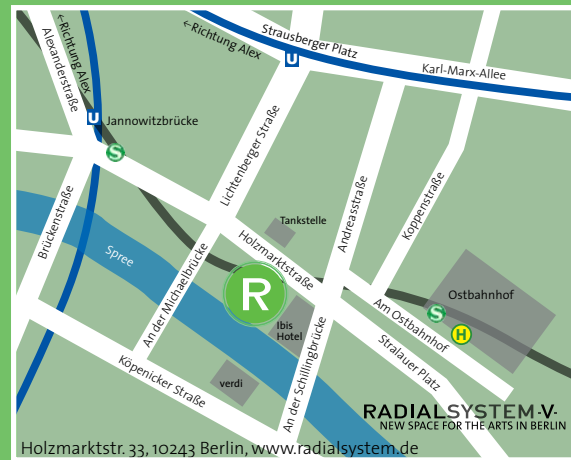 ←Richtung Alex
Alexanderstraße
←Richtung Alex
Strausberger Platz
U
Karl-Marx-Allee
U
Jannowitzbrücke
S
Lichtenberger Straße
Andreasstraße
Koppenstraße
Brückenstraße
Tankstelle
Spree
Holzmarktstraße
An der Michaelbrücke
R
Ostbahnhof
S
H
Am Ostbahnhof
Ibis
Hotel
Stralauer Platz
An der Schillingbrücke
Köpenicker Straße
verdi
RADIALSYSTEM·V·
NEW SPACE FOR THE ARTS IN BERLIN
Holzmarktstr. 33, 10243 Berlin, www.radialsystem.de